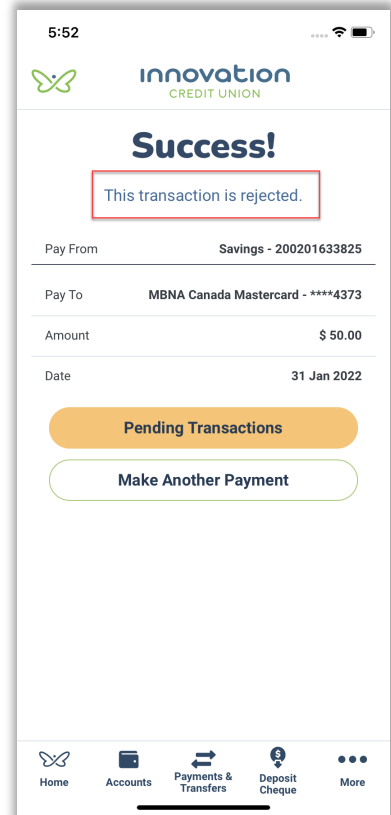 5:52
innovation
CREDIT UNION
Success!
This transaction is rejected.
Pay From Savings - 200201633825
Pay To MBNA Canada Mastercard - ****4373
Amount $ 50.00
Date 31 Jan 2022
Pending Transactions
Make Another Payment
Home Accounts Payments & Transfers Deposit Cheque More